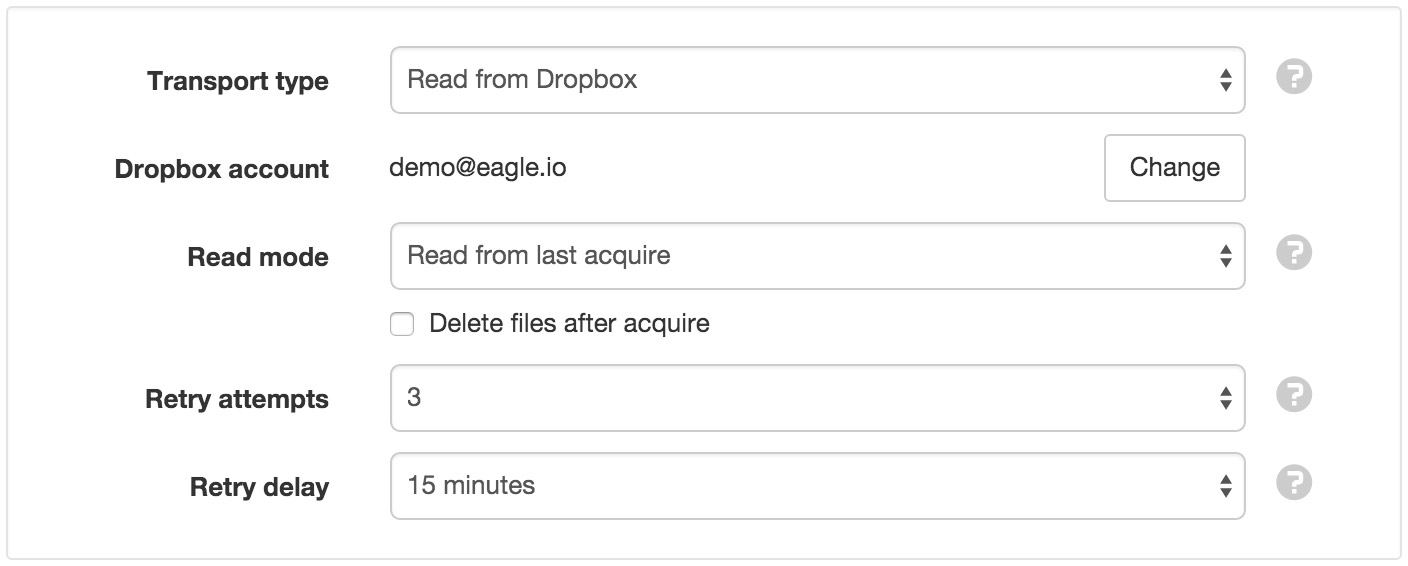 Transport type Read from Dropbox ?
Dropbox account demo@eagle.io Change
Read mode Read from last acquire ?
Delete files after acquire
Retry attempts 3 ?
Retry delay 15 minutes ?